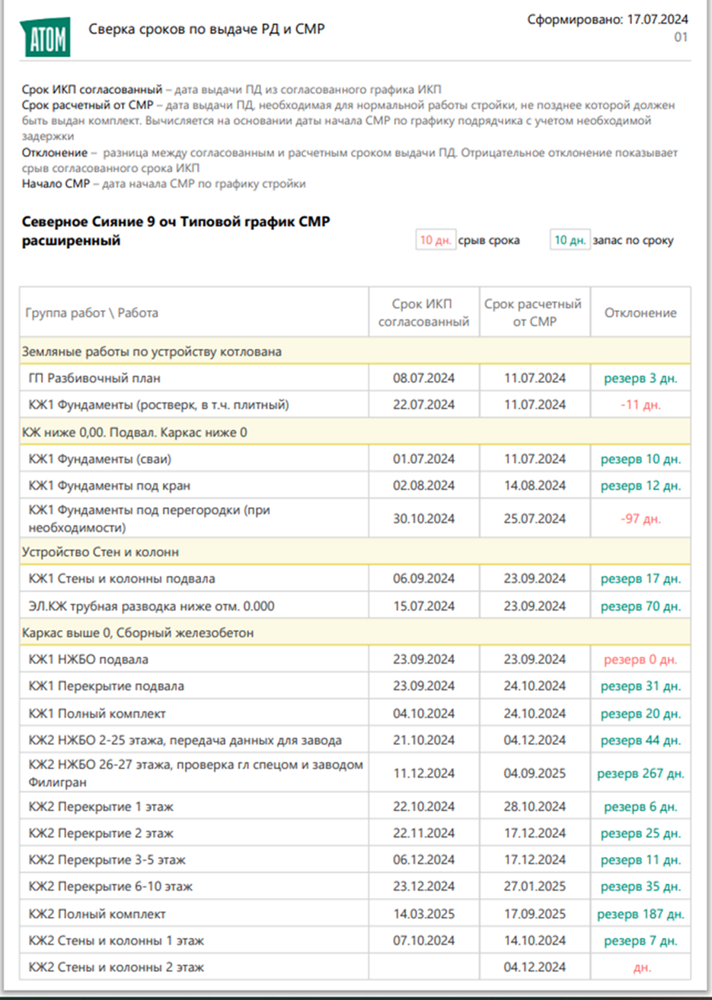 АТОМ
Сверка сроков по выдаче РД и СМР
Сформировано: 17.07.2024
01
Срок ИКП согласованный – дата выдачи ПД из согласованного графика ИКП
Срок расчетный от СМР – дата выдачи ПД, необходимая для нормальной работы стройки, не позднее которой должен
быть выдан комплект. Вычисляется на основании даты начала СМР по графику подрядчика с учетом необходимой
задержки
Отклонение – разница между согласованным и расчетным сроком выдачи ПД. Отрицательное отклонение показывает
срыв согласованного срока ИКП
Начало СМР – дата начала СМР по графику стройки
Северное Сияние 9 оч Типовой график СМР
расширенный
10 дн. срыв срока 10 дн. запас по сроку
Группа работ \ Работа
Срок ИКП
согласованный
Срок расчетный
от СМР
Отклонение
Земляные работы по устройству котлована
ГП Разбивочный план 08.07.2024 11.07.2024 резерв 3 дн.
КЖ1 Фундаменты (ростверк, в т.ч. плитный) 22.07.2024 11.07.2024 -11 дн.
КЖ ниже 0,00. Подвал. Каркас ниже 0
КЖ1 Фундаменты (сваи) 01.07.2024 11.07.2024 резерв 10 дн.
КЖ1 Фундаменты под кран 02.08.2024 14.08.2024 резерв 12 дн.
КЖ1 Фундаменты под перегородки (при
необходимости) 30.10.2024 25.07.2024 -97 дн.
Устройство Стен и колонн
КЖ1 Стены и колонны подвала 06.09.2024 23.09.2024 резерв 17 дн.
ЭЛ.КЖ трубная разводка ниже отм. 0.000 15.07.2024 23.09.2024 резерв 70 дн.
Каркас выше 0, Сборный железобетон
КЖ1 НЖБО подвала 23.09.2024 23.09.2024 резерв 0 дн.
КЖ1 Перекрытие подвала 23.09.2024 24.10.2024 резерв 31 дн.
КЖ1 Полный комплект 04.10.2024 24.10.2024 резерв 20 дн.
КЖ2 НЖБО 2-25 этажа, передача данных для завода 21.10.2024 04.12.2024 резерв 44 дн.
КЖ2 НЖБО 26-27 этажа, проверка гл спецом и заводом
Филигран 11.12.2024 04.09.2025 резерв 267 дн.
КЖ2 Перекрытие 1 этаж 22.10.2024 28.10.2024 резерв 6 дн.
КЖ2 Перекрытие 2 этаж 22.11.2024 17.12.2024 резерв 25 дн.
КЖ2 Перекрытие 3-5 этаж 06.12.2024 17.12.2024 резерв 11 дн.
КЖ2 Перекрытие 6-10 этаж 23.12.2024 27.01.2025 резерв 35 дн.
КЖ2 Полный комплект 14.03.2025 17.09.2025 резерв 187 дн.
КЖ2 Стены и колонны 1 этаж 07.10.2024 14.10.2024 резерв 7 дн.
КЖ2 Стены и колонны 2 этаж 04.12.2024 дн.